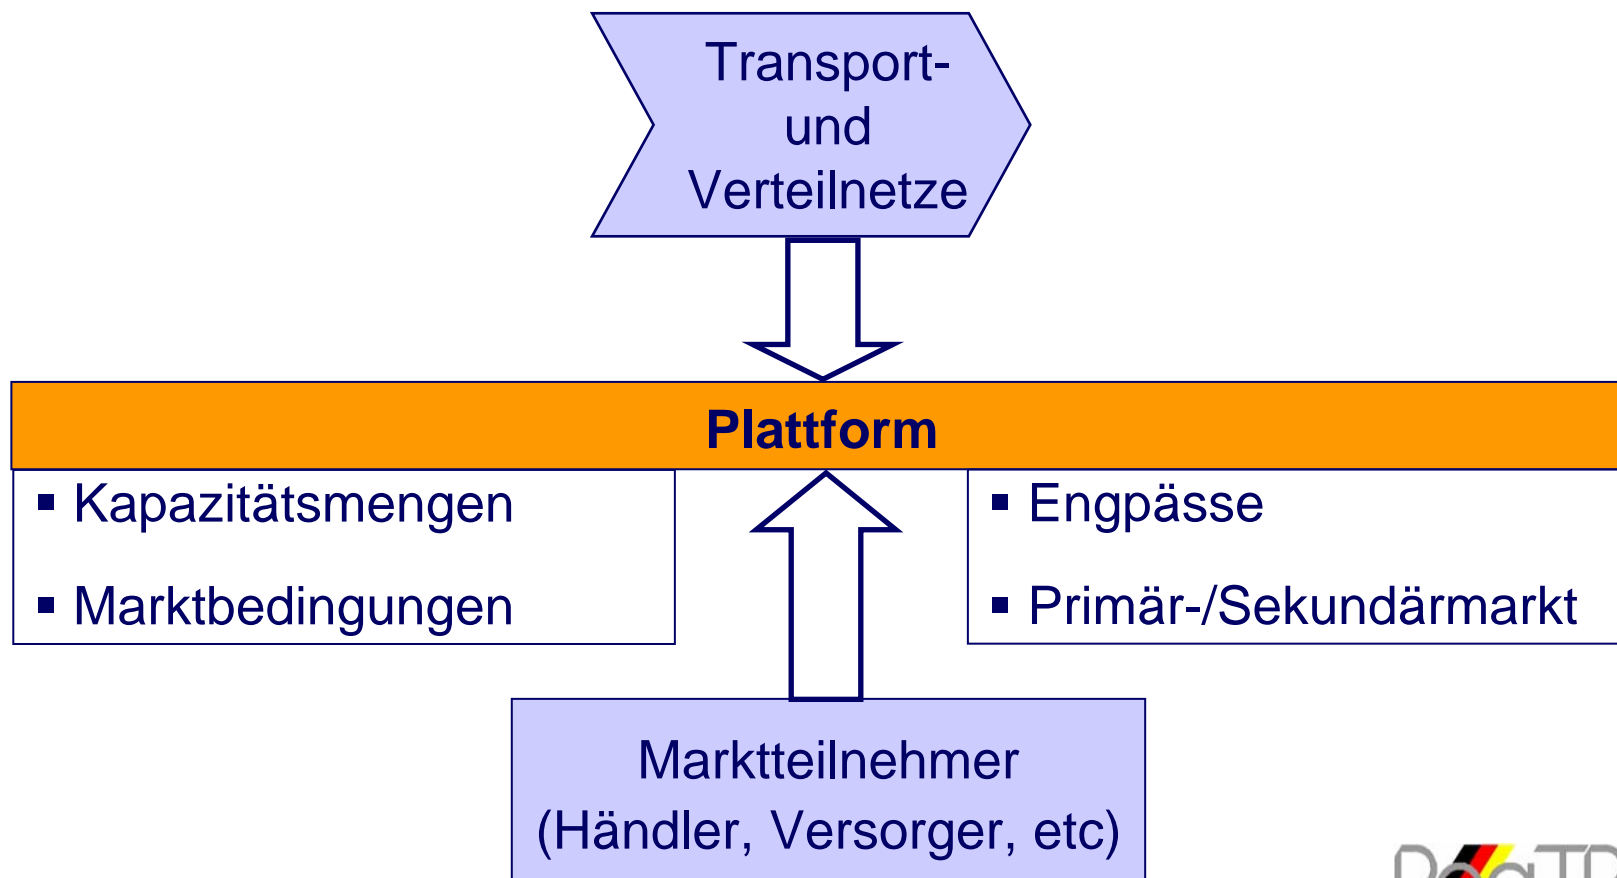 Transport-
und
Verteilnetze
Plattform
▪ Kapazitätsmengen
▪ Marktbedingungen
▪ Engpässe
▪ Primär-/Sekundärmarkt
Marktteilnehmer
(Händler, Versorger, etc)